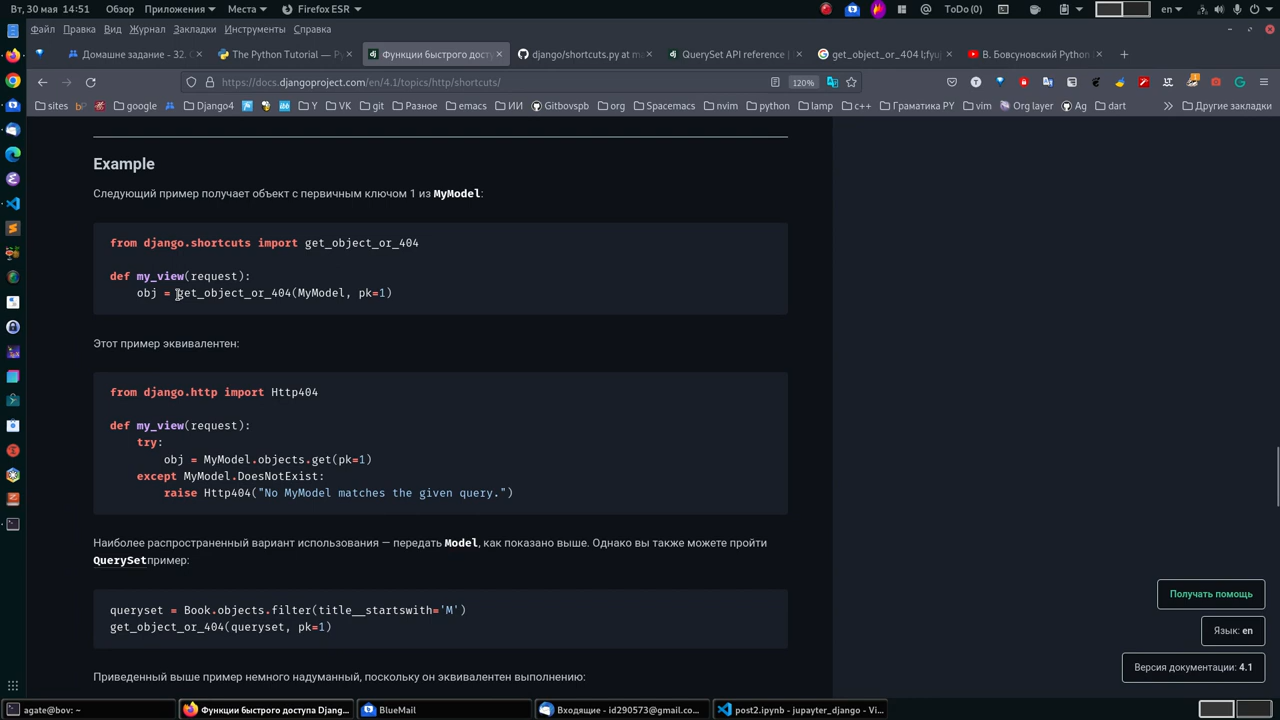 Вт, 30 мая 14:51
Обзор
Приложения
Места
Firefox ESR
ToDo(0)
en
Файл Правка Вид Журнал Закладки Инструменты Справка
Домашне задание - 32. С
The Python Tutorial — Py
Функции быстрого досту
django/shortcuts.py at ma
QuerySet API reference |
get_object_or_404 l;fyu
В. Бовсуновский Python
https://docs.djangoproject.com/en/4.1/topics/http/shortcuts/
120%
sites
google
Django4
Y
VK
git
Разное
emacs
ИИ
Gitbovspb
org
Spacemacs
nvim
python
lamp
c++
Граматика РУ
vim
Org layer
Ag
dart
Другие закладки
Example
Следующий пример получает объект с первичным ключом 1 из MyModel:
from django.shortcuts import get_object_or_404
def my_view(request):
obj = get_object_or_404(MyModel, pk=1)
Этот пример эквивалентен:
from django.http import Http404
def my_view(request):
try:
obj = MyModel.objects.get(pk=1)
except MyModel.DoesNotExist:
raise Http404("No MyModel matches the given query.")
Наиболее распространенный вариант использования — передать Model, как показано выше. Однако вы также можете пройти
QuerySetпример:
queryset = Book.objects.filter(title__startswith='M')
get_object_or_404(queryset, pk=1)
Приведенный выше пример немного надуманный, поскольку он эквивалентен выполнению:
Получать помощь
Язык: en
Версия документации: 4.1
agate@bov: ~
Функции быстрого доступа Djang...
BlueMail
Входящие - id290573@gmail.co...
post2.ipynb - jupayter_django - Vi...